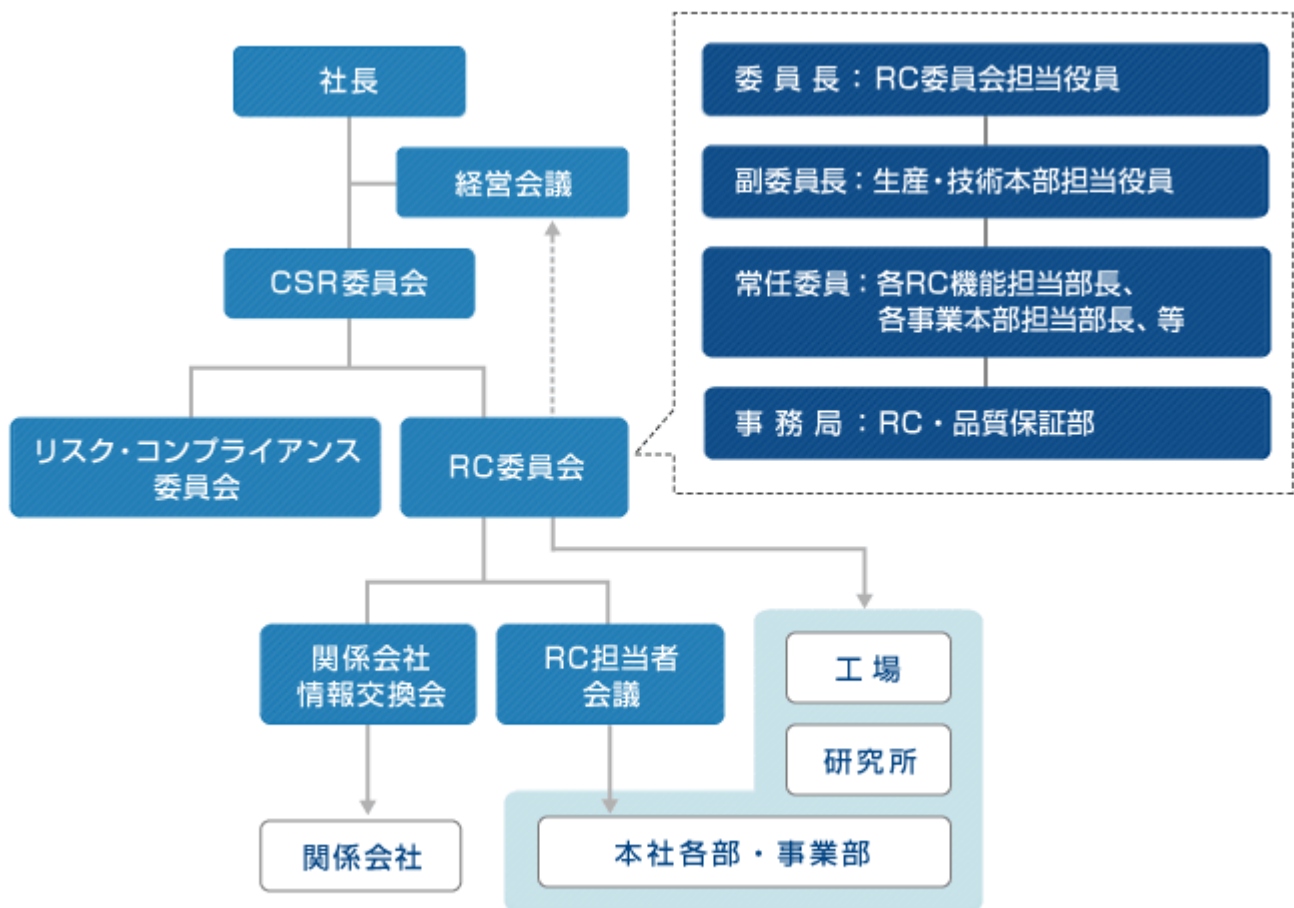 社長
経営会議
CSR委員会
リスク・コンプライアンス
委員会
RC委員会
委員長：RC委員会担当役員
副委員長：生産・技術本部担当役員
常任委員：各RC機能担当部長、
各事業本部担当部長、等
事務局：RC・品質保証部
関係会社
情報交換会
RC担当者
会議
工場
研究所
関係会社
本社各部・事業部